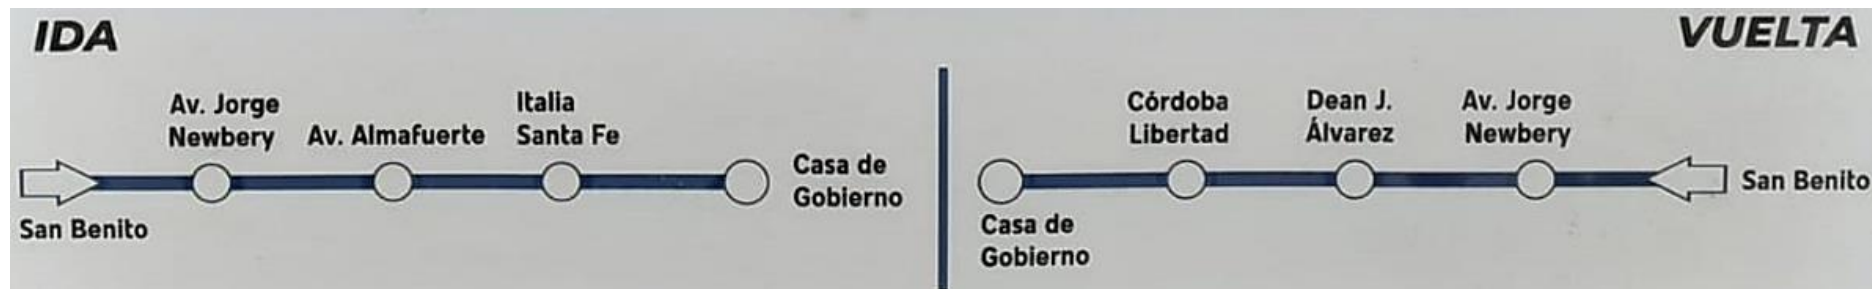 IDA
Av. Jorge
Newbery
Av. Almafuerte
Italia
Santa Fe
Casa de
Gobierno
San Benito
VUELTA
Córdoba
Libertad
Dean J.
Álvarez
Av. Jorge
Newbery
San Benito
Casa de
Gobierno